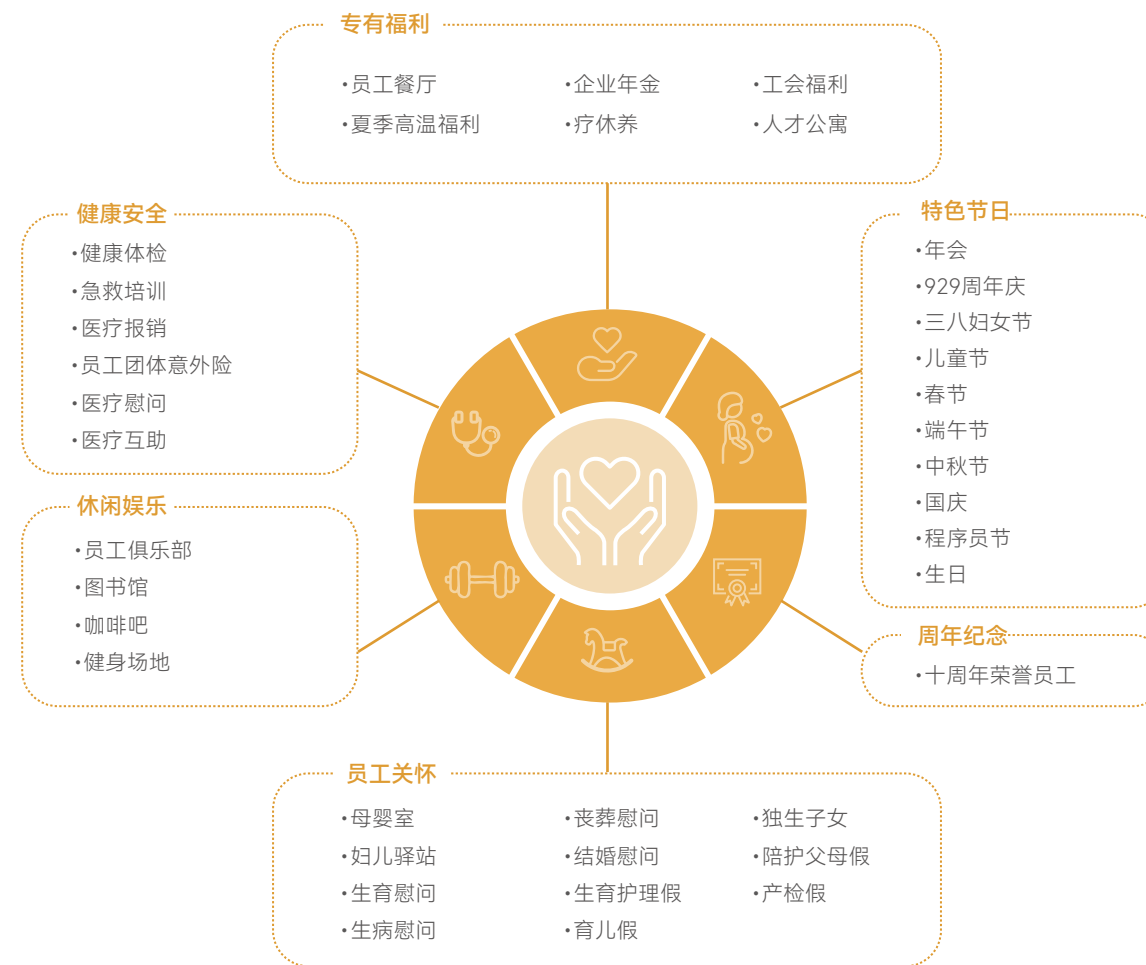 专有福利
·员工餐厅 ·企业年金 ·工会福利
·夏季高温福利 ·疗休养 ·人才公寓
健康安全
·健康体检
·急救培训
·医疗报销
·员工团体意外险
·医疗慰问
·医疗互助
特色节日
·年会
·929周年庆
·三八妇女节
·儿童节
·春节
·端午节
·中秋节
·国庆
·程序员节
·生日
休闲娱乐
·员工俱乐部
·图书馆
·咖啡吧
·健身场地
周年纪念
·十周年荣誉员工
员工关怀
·母婴室 ·丧葬慰问 ·独生子女
·妇儿驿站 ·结婚慰问 ·陪护父母假
·生育慰问 ·生育护理假 ·产检假
·生病慰问 ·育儿假